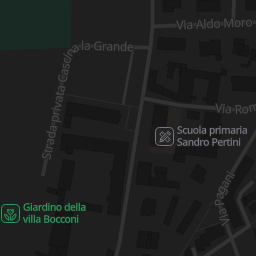 Via Aldo Moro
Strada privata Cascina la Grande
Via Rom
Scuola primaria
Sandro Pertini
Via Pagani
Giardino della
villa Bocconi